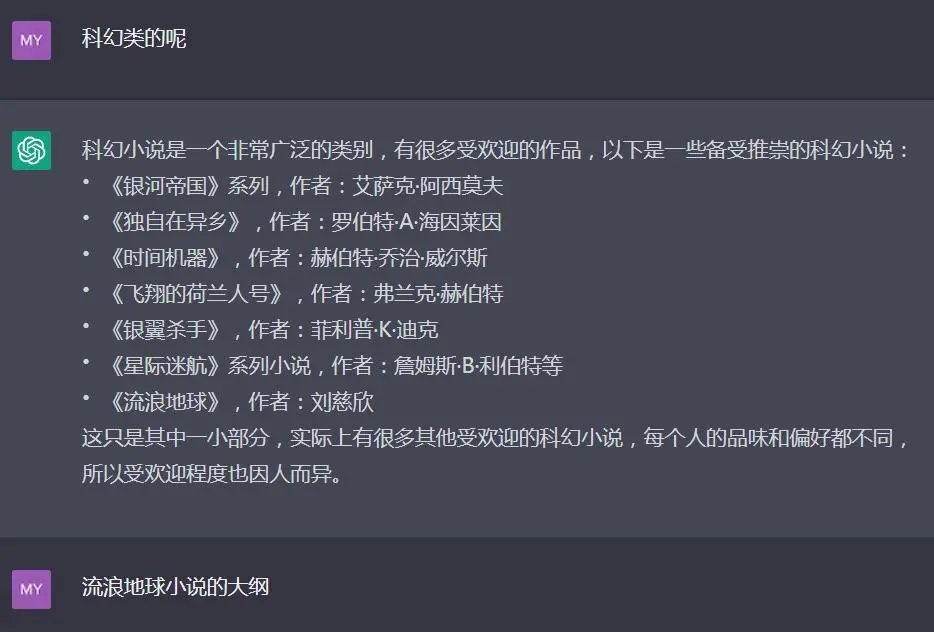 MY
科幻类的呢
科幻小说是一个非常广泛的类别，有很多受欢迎的作品，以下是一些备受推崇的科幻小说：
• 《银河帝国》系列，作者：艾萨克·阿西莫夫
• 《独自在异乡》，作者：罗伯特·A·海因莱因
• 《时间机器》，作者：赫伯特·乔治·威尔斯
• 《飞翔的荷兰人号》，作者：弗兰克·赫伯特
• 《银翼杀手》，作者：菲利普·K·迪克
• 《星际迷航》系列小说，作者：詹姆斯·B·利伯特等
• 《流浪地球》，作者：刘慈欣
这只是其中一小部分，实际上有很多其他受欢迎的科幻小说，每个人的品味和偏好都不同，
所以受欢迎程度也因人而异。
MY
流浪地球小说的大纲